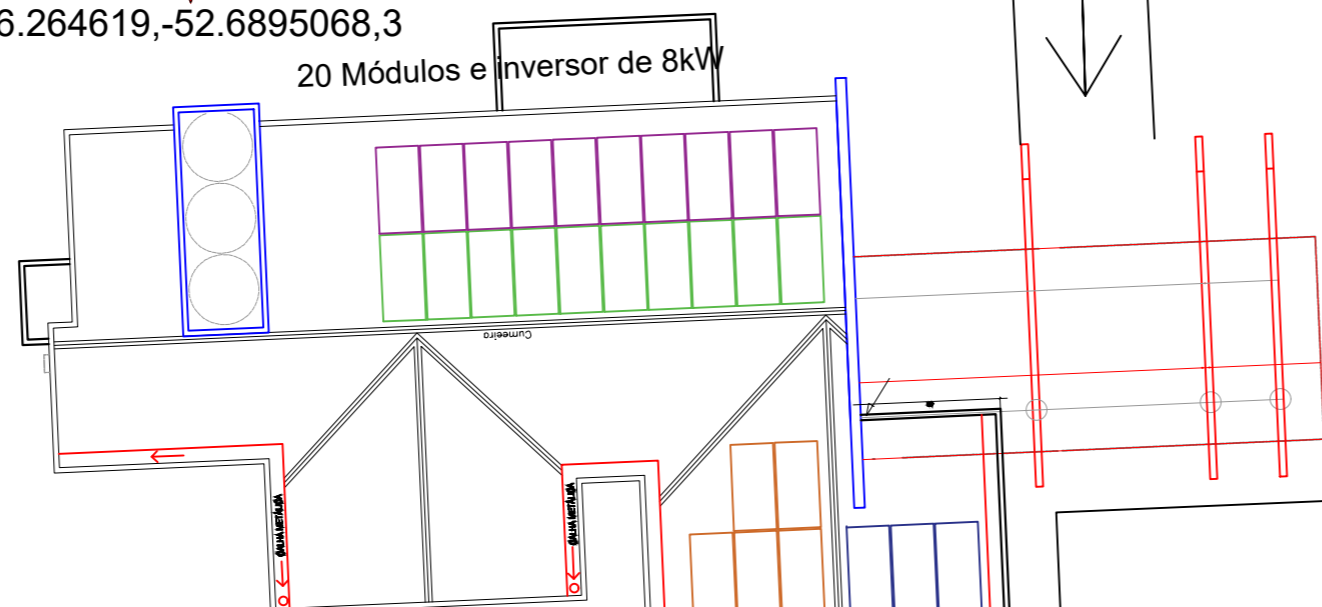 6.264619,-52.6895068,3
20 Módulos e inversor de 8kW
Cumeeira
CALHA METÁLICA
CALHA METÁLICA